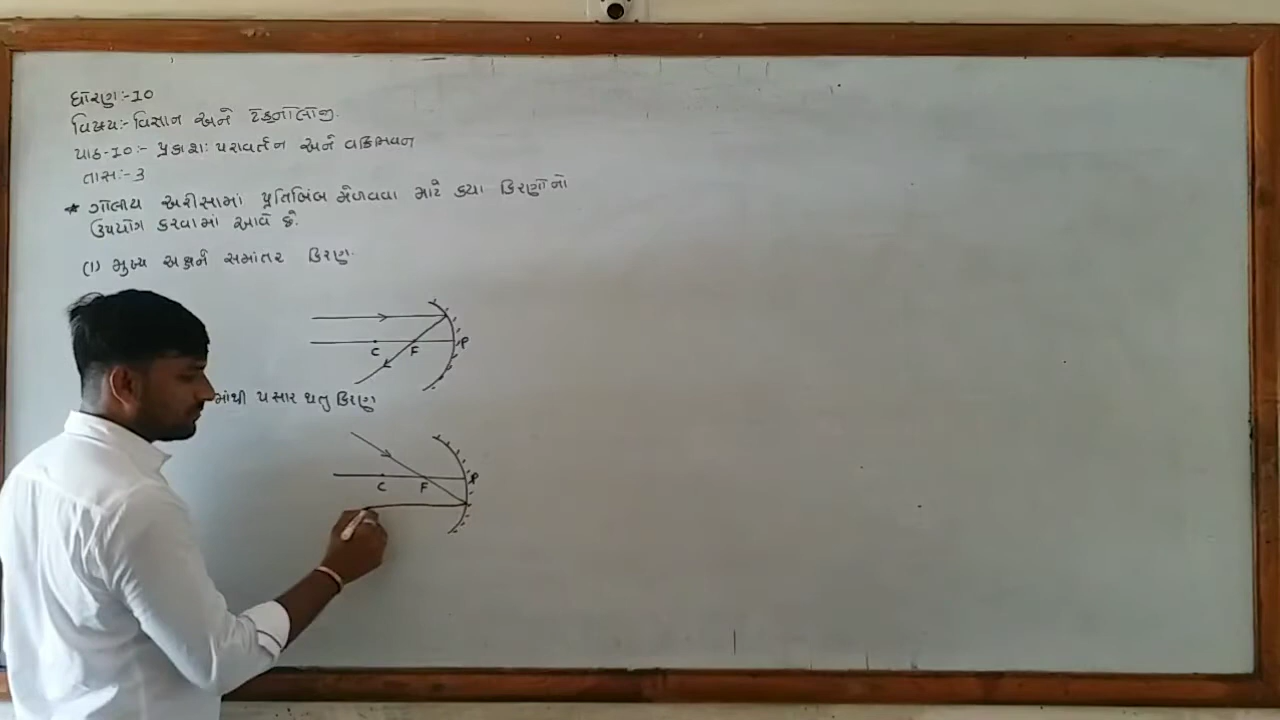 ધોરણ:-10
વિષય:- વિજ્ઞાન અને ટેકનોલોજી.
પાઠ-10:- પ્રકાશ: પરાવર્તન અને વક્રિભવન
તાસ:-3
* ગોલીય અરીસામાં પ્રતિબિંબ મેળવવા માટે કયા કિરણોનો
ઉપયોગ કરવામાં આવે છે.
(1) મુખ્ય અક્ષને સમાંતર કિરણ.
C F P
માંથી પસાર થતુ કિરણ
C F P